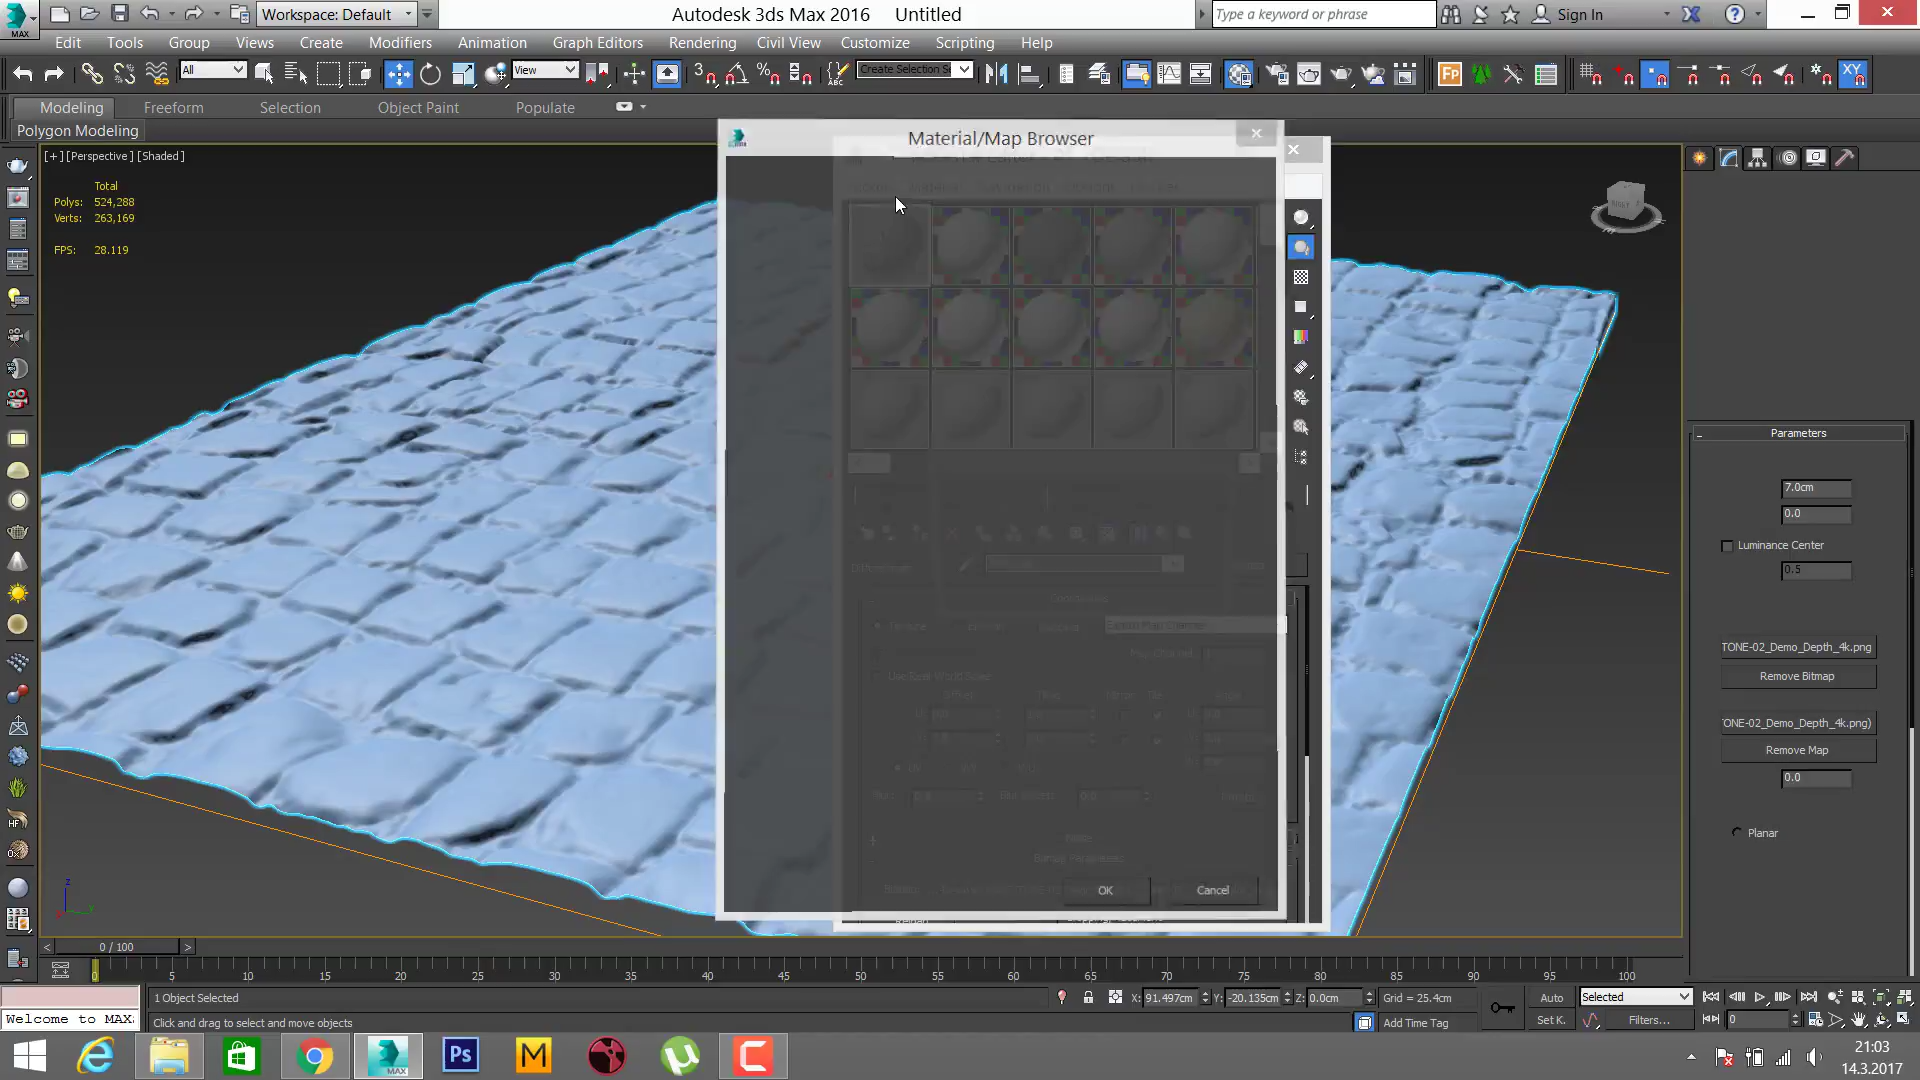 Workspace: Default
Autodesk 3ds Max 2016 Untitled
Type a keyword or phrase
Sign In
MAX
Edit Tools Group Views Create Modifiers Animation Graph Editors Rendering Civil View Customize Scripting Help
All
View
Create Selection S
XY
Modeling Freeform Selection Object Paint Populate
Polygon Modeling
[+] [Perspective] [Shaded]
Total
Polys: 524,288
Verts: 263,169
FPS: 28.119
Material/Map Browser
OK Cancel
Parameters
7.0cm
0.0
Luminance Center
0.5
TONE-02_Demo_Depth_4k.png
Remove Bitmap
'ONE-02_Demo_Depth_4k.png)
Remove Map
0.0
Planar
0 / 100
0 5 10 15 20 25 30 35 40 45 50 55 60 65 70 75 80 85 90 95 100
1 Object Selected
X: 91.497cm Y: -20.135cm Z: 0.0cm Grid = 25.4cm
Auto Selected
Welcome to MAX:
Click and drag to select and move objects
Add Time Tag
Set K. Filters...
0
21:03
14.3.2017